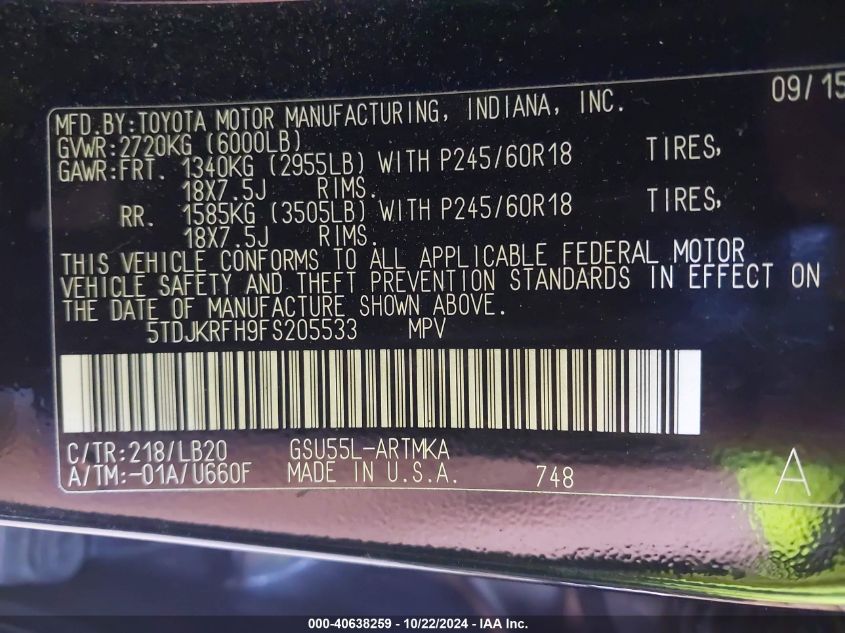 09/15
MFD.BY:TOYOTA MOTOR MANUFACTURING, INDIANA, INC.
GVWR:2720KG (6000LB)
GAWR:FRT. 1340KG (2955LB) WITH P245/60R18 TIRES,
18X7.5J RIMS.
RR. 1585KG (3505LB) WITH P245/60R18 TIRES,
18X7.5J RIMS.
THIS VEHICLE CONFORMS TO ALL APPLICABLE FEDERAL MOTOR
VEHICLE SAFETY AND THEFT PREVENTION STANDARDS IN EFFECT ON
THE DATE OF MANUFACTURE SHOWN ABOVE.
5TDJKRFH9FS205533 MPV
C/TR:218/LB20 GSU55L-ARTMKA
A/TM:-01A/U660F MADE IN U.S.A. 748 A
000-40638259 - 10/22/2024 - IAA Inc.